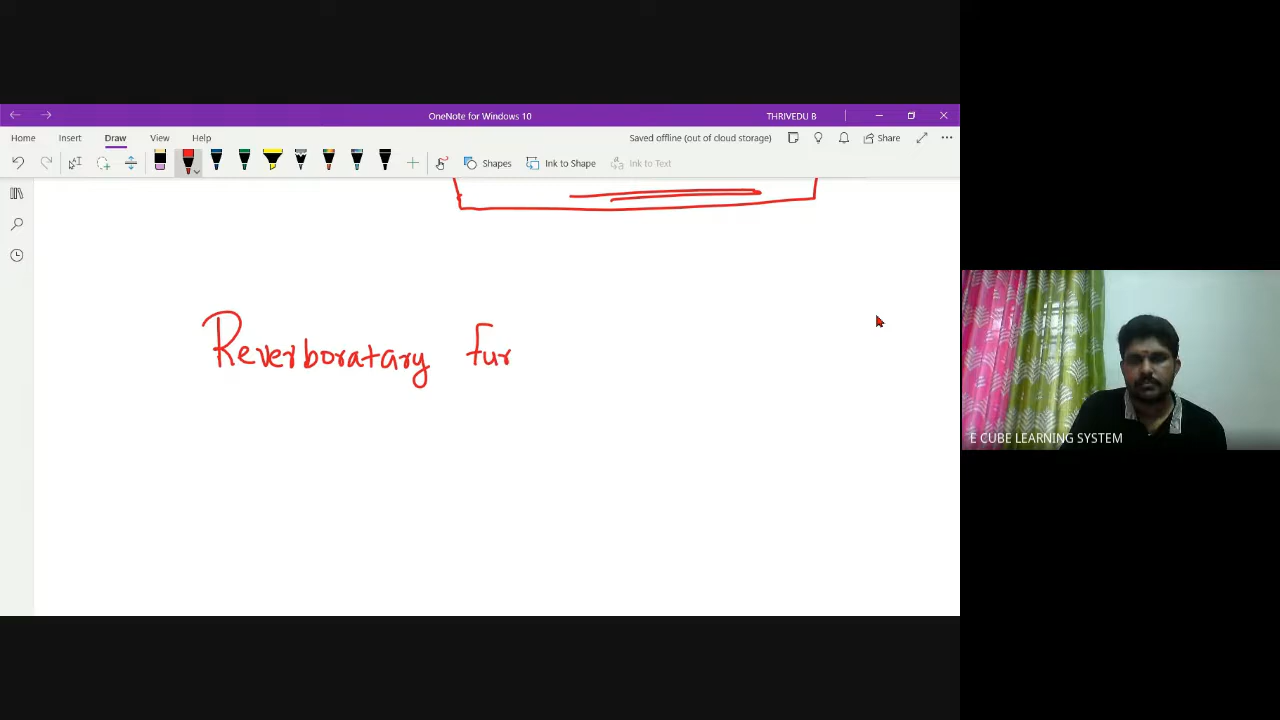 OneNote for Windows 10
THRIVEDU B
Home Insert Draw View Help
Saved offline (out of cloud storage)
Share
Shapes
Ink to Shape
Ink to Text
Reverboratary fur
E CUBE LEARNING SYSTEM